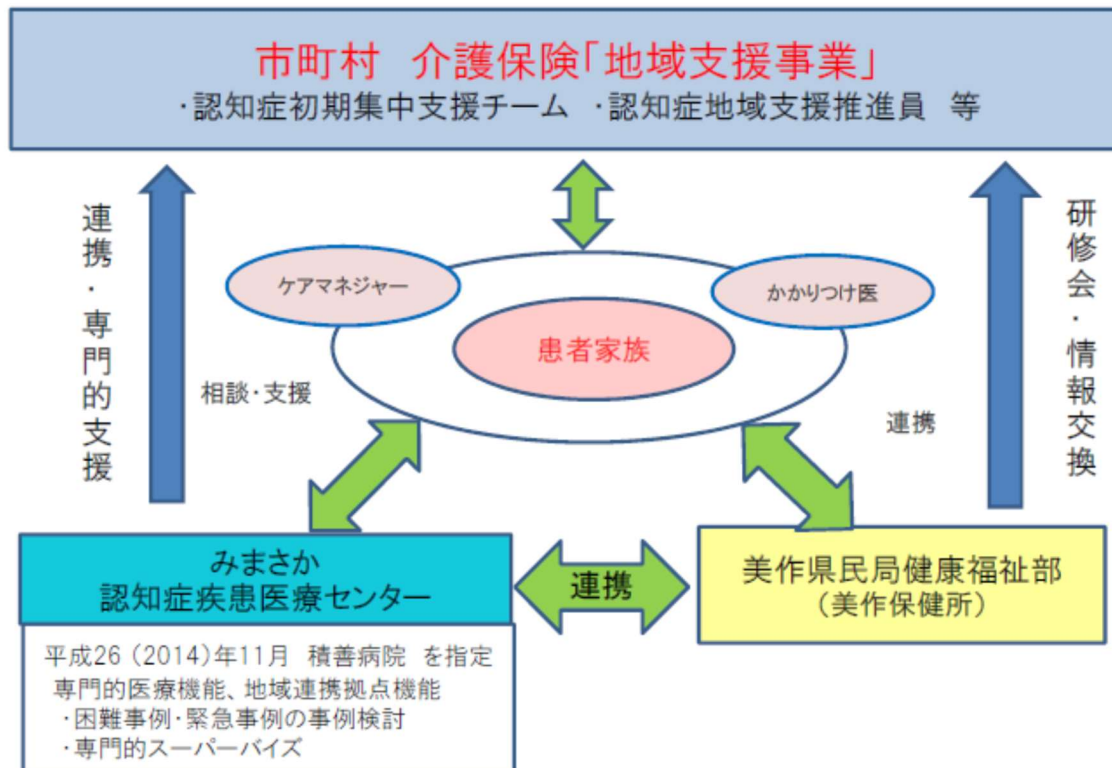 市町村　介護保険「地域支援事業」
・認知症初期集中支援チーム　・認知症地域支援推進員　等
連携・専門的支援
研修会・情報交換
ケアマネジャー
かかりつけ医
患者家族
相談・支援
連携
みまさか
認知症疾患医療センター
連携
美作県民局健康福祉部
（美作保健所）
平成26（2014）年11月　積善病院　を指定
専門的医療機能、地域連携拠点機能
・困難事例・緊急事例の事例検討
・専門的スーパーバイズ